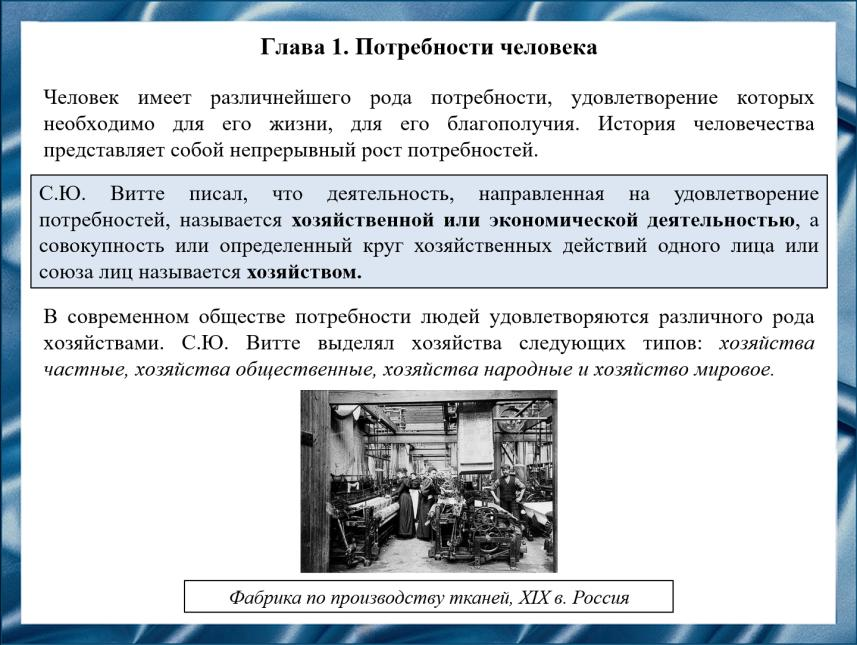 Глава 1. Потребности человека
Человек имеет различнейшего рода потребности, удовлетворение которых
необходимо для его жизни, для его благополучия. История человечества
представляет собой непрерывный рост потребностей.
С.Ю. Витте писал, что деятельность, направленная на удовлетворение
потребностей, называется хозяйственной или экономической деятельностью, а
совокупность или определенный круг хозяйственных действий одного лица или
союза лиц называется хозяйством.
В современном обществе потребности людей удовлетворяются различного рода
хозяйствами. С.Ю. Витте выделял хозяйства следующих типов: хозяйства
частные, хозяйства общественные, хозяйства народные и хозяйство мировое.
Фабрика по производству тканей, XIX в. Россия